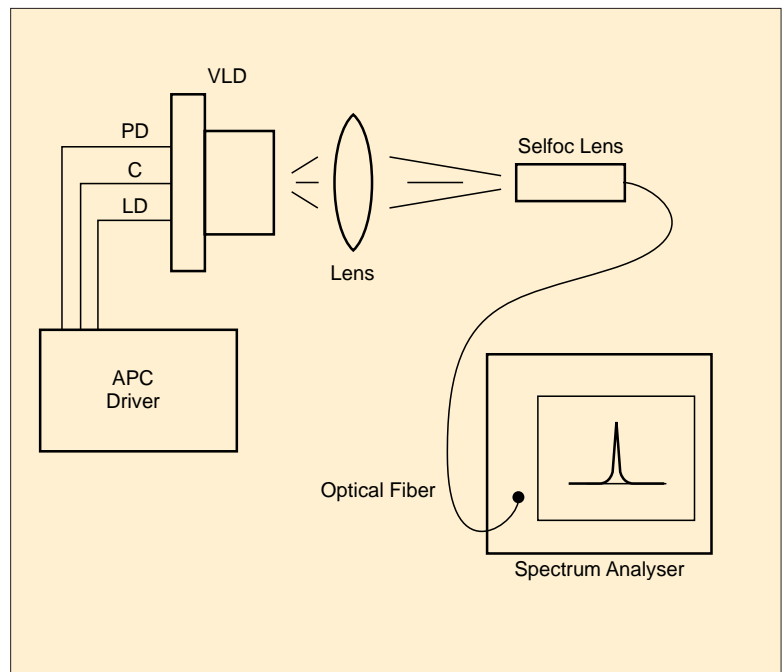 VLD
PD
Selfoc Lens
C
LD
Lens
APC
Driver
Optical Fiber
Spectrum Analyser